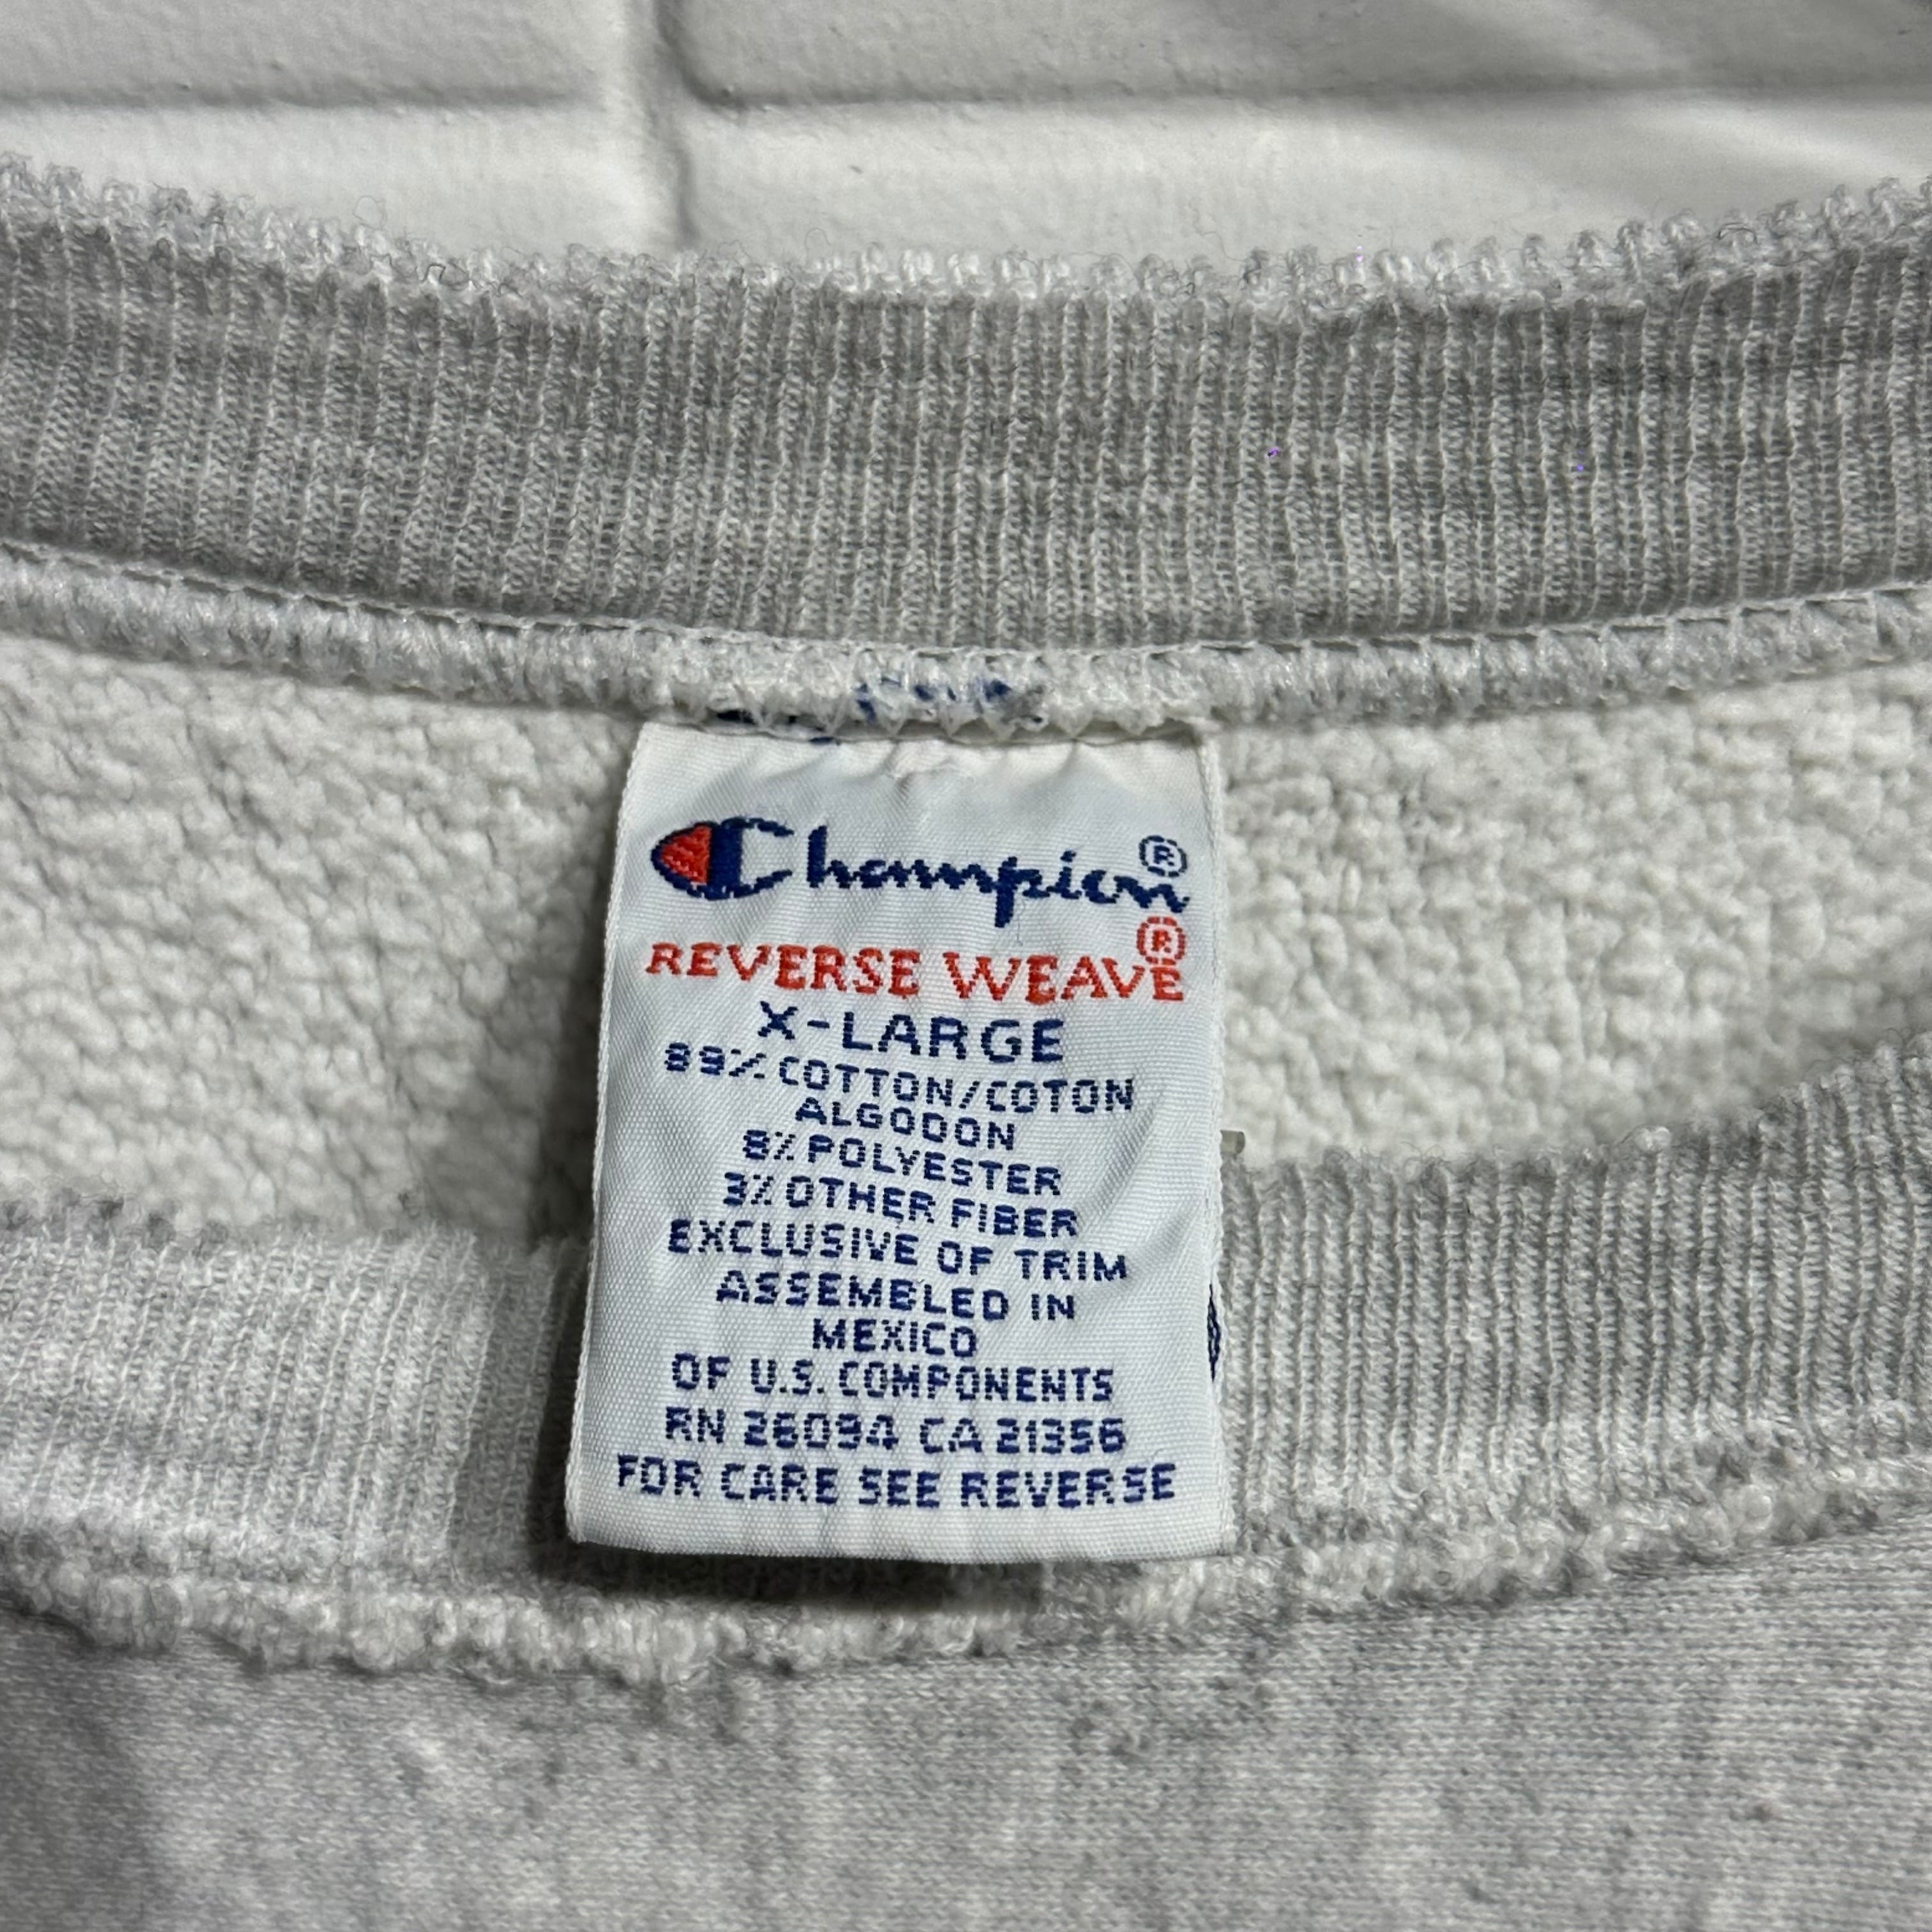 Champion®
REVERSE WEAVE®
X-LARGE
89% COTTON/COTON
ALGODON
8% POLYESTER
3% OTHER FIBER
EXCLUSIVE OF TRIM
ASSEMBLED IN
MEXICO
OF U.S. COMPONENTS
RN 26094 CA 21356
FOR CARE SEE REVERSE